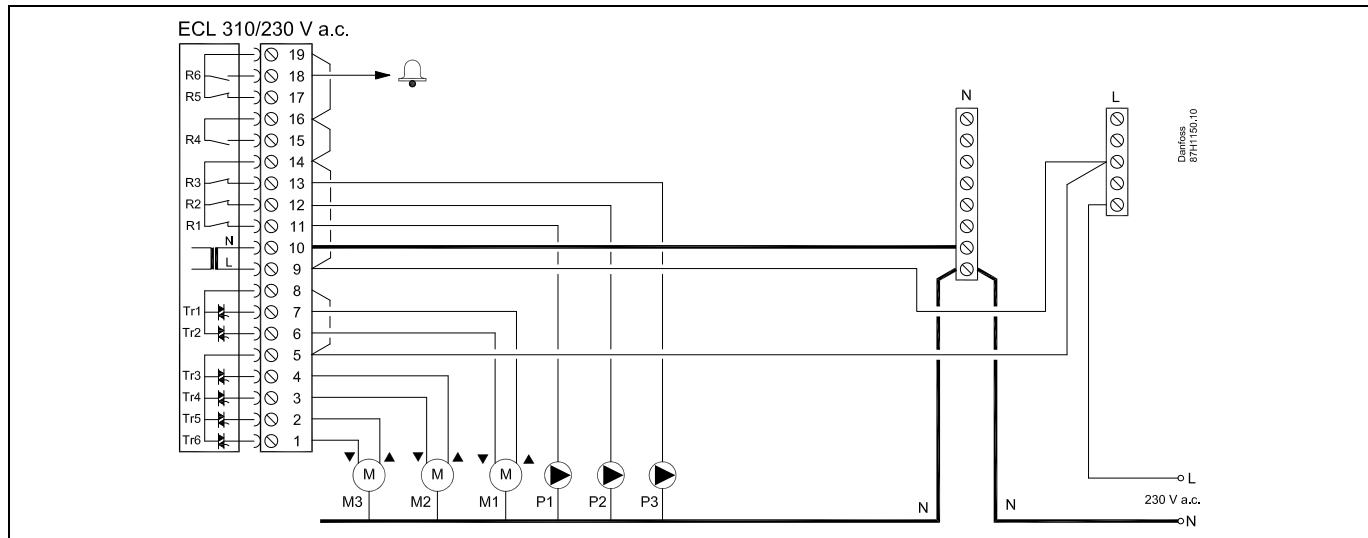 ECL 310/230 V a.c.
19
R6 18
R5 17
16
R4 15
14
R3 13
R2 12
R1 11
N 10
L 9
8
Tr1 7
Tr2 6
5
Tr3 4
Tr4 3
Tr5 2
Tr6 1
N
L
Danfoss
87H1150.10
M M M
M3 M2 M1 P1 P2 P3
N N
L
230 V a.c.
N